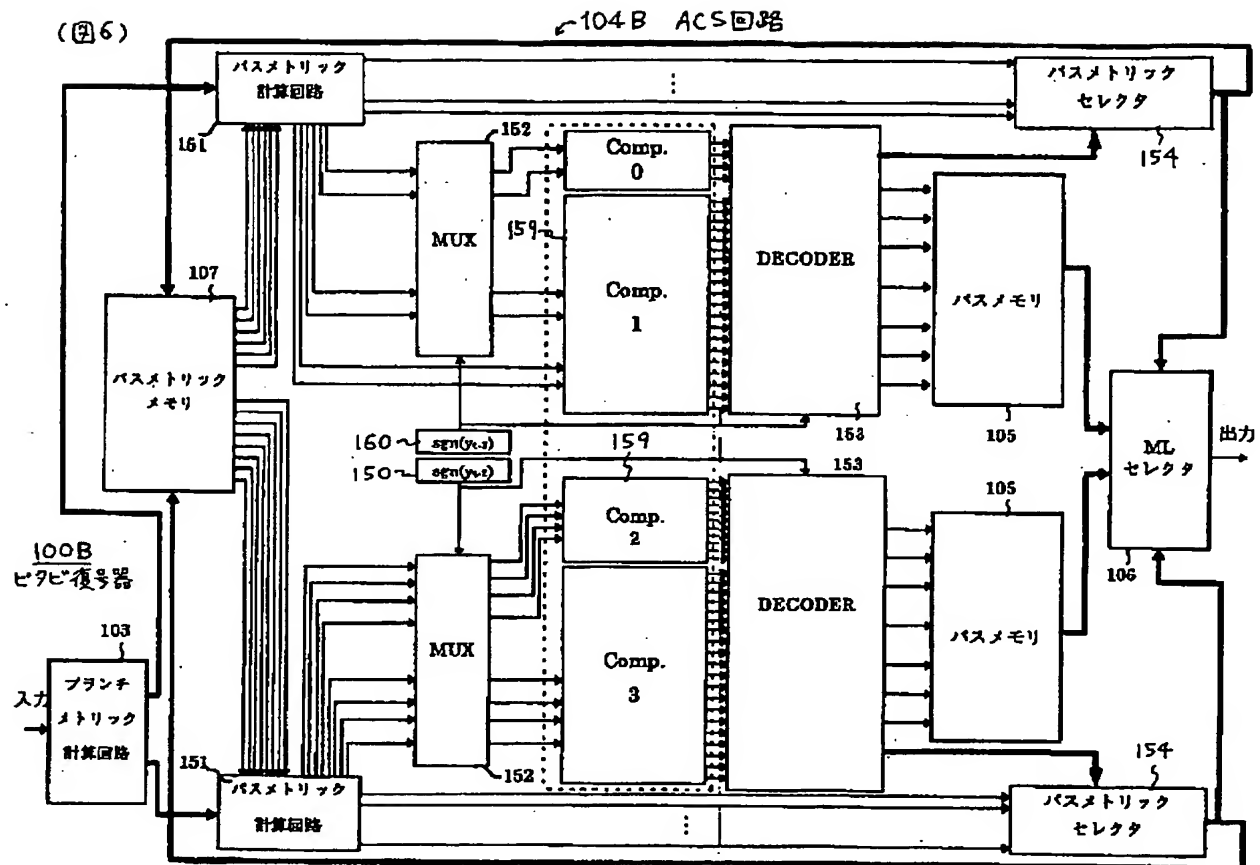 (図6)
104B ACS回路
パスメトリック
計算回路
151
パスメトリック
セレクタ
154
152
MUX
Comp.
0
159
Comp.
1
DECODER
153
パスメモリ
105
107
パスメトリック
メモリ
160
sgn(yt-3)
150
sgn(yt-2)
159
153
MLセレクタ
106
出力
100B
ビタビ復号器
103
入力
ブランチ
メトリック
計算回路
MUX
152
Comp.
2
Comp.
3
DECODER
105
パスメモリ
151
パスメトリック
計算回路
154
パスメトリック
セレクタ